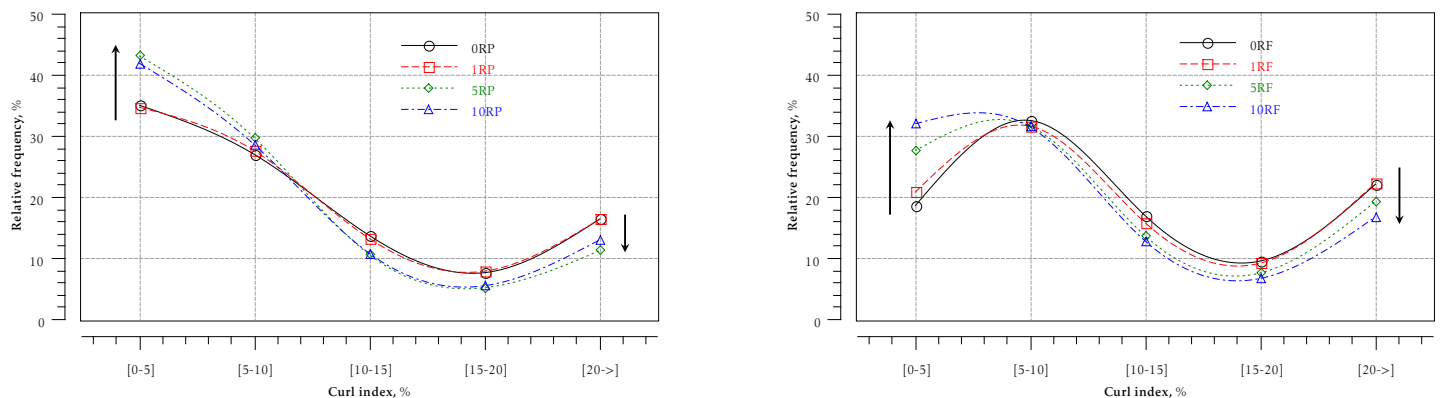 50
40
30
20
10
0
Relative frequency, %
0RP
1RP
5RP
10RP
[0-5]
[5-10]
[10-15]
[15-20]
[20->]
Curl index, %
50
40
30
20
10
0
Relative frequency, %
0RF
1RF
5RF
10RF
[0-5]
[5-10]
[10-15]
[15-20]
[20->]
Curl index, %